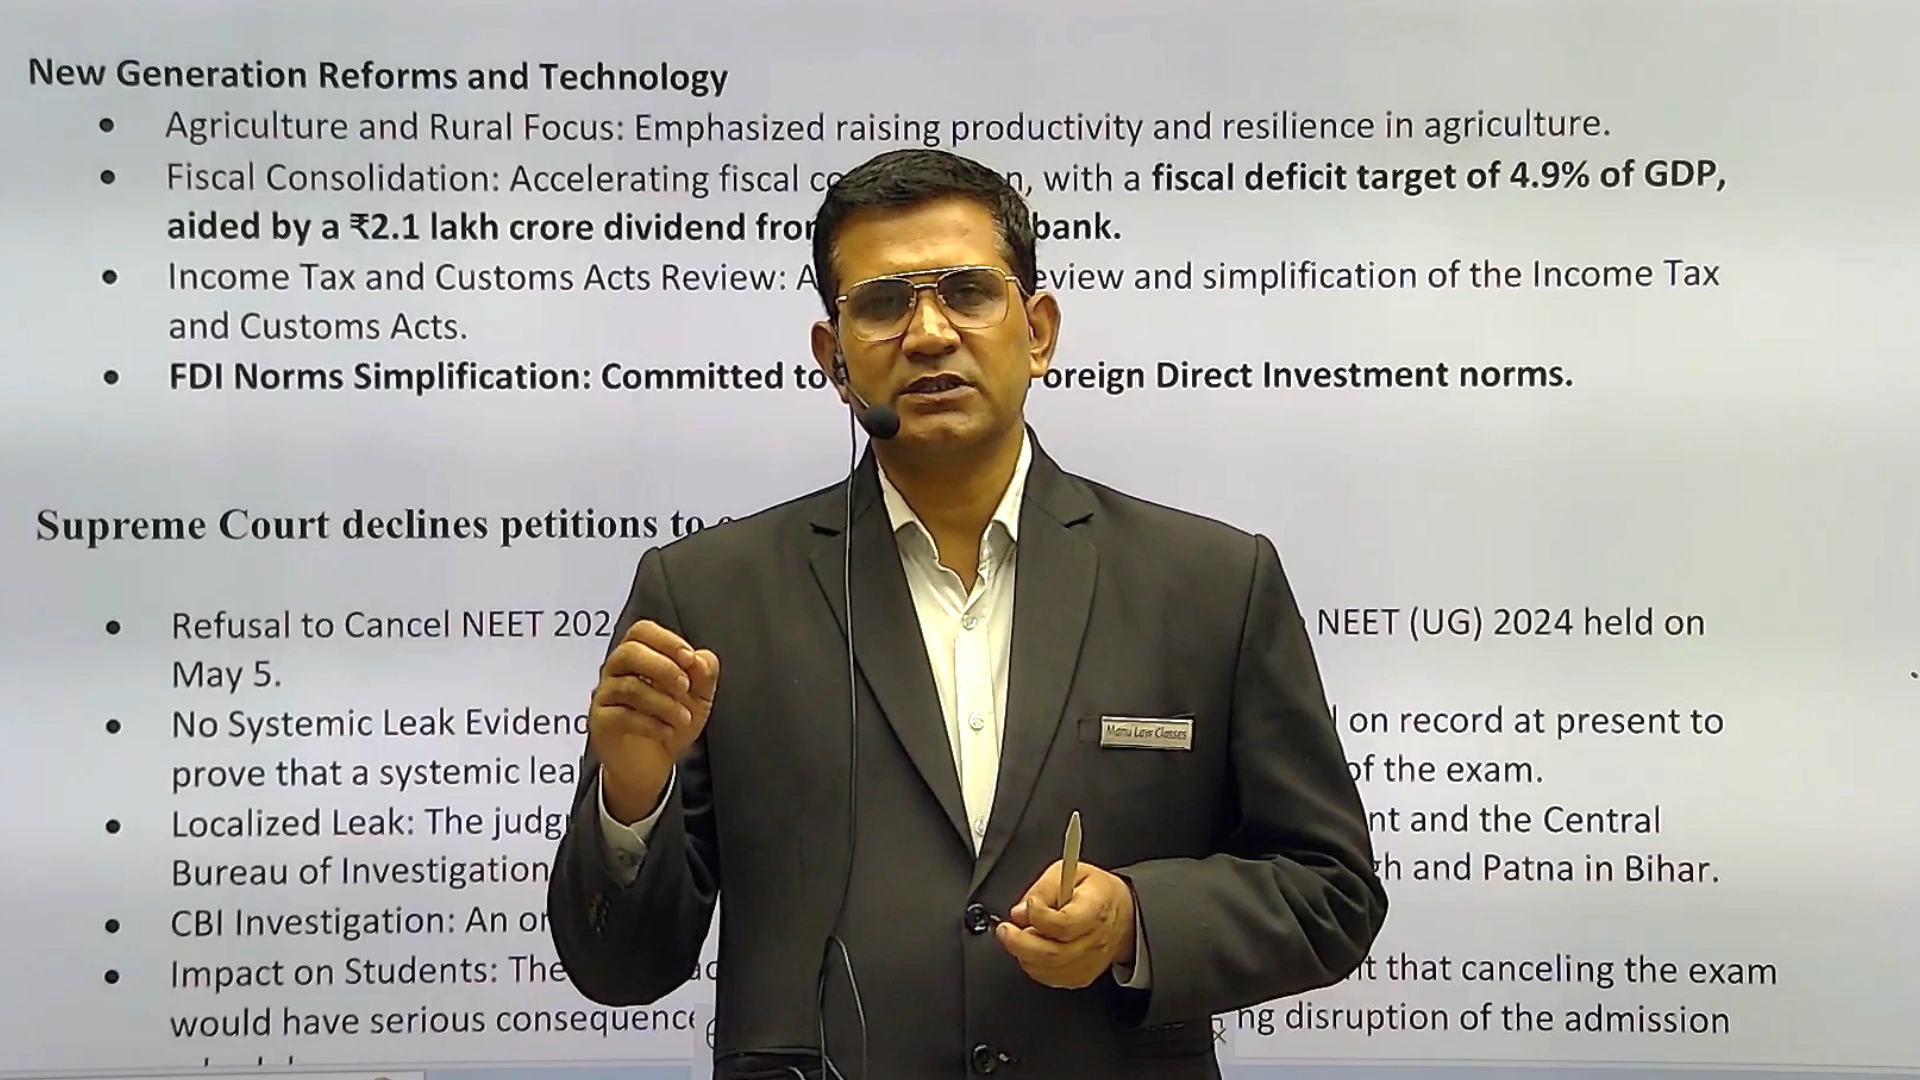 New Generation Reforms and Technology
Agriculture and Rural Focus: Emphasized raising productivity and resilience in agriculture.
Fiscal Consolidation: Accelerating fiscal with a fiscal deficit target of 4.9% of GDP,
aided by a ₹2.1 lakh crore dividend bank.
Income Tax and Customs Acts Review: and simplification of the Income Tax
and Customs Acts.
FDI Norms Simplification: Committed to Direct Investment norms.
Supreme Court declines petitions to
Refusal to Cancel NEET NEET (UG) 2024 held on
May 5.
No Systemic Leak on record at present to
prove that a systemic of the exam.
Localized Leak: The and the Central
Bureau of Investigation and Patna in Bihar.
CBI Investigation: An
Impact on Students: that canceling the exam
would have serious disruption of the admission
Manu Law Classes